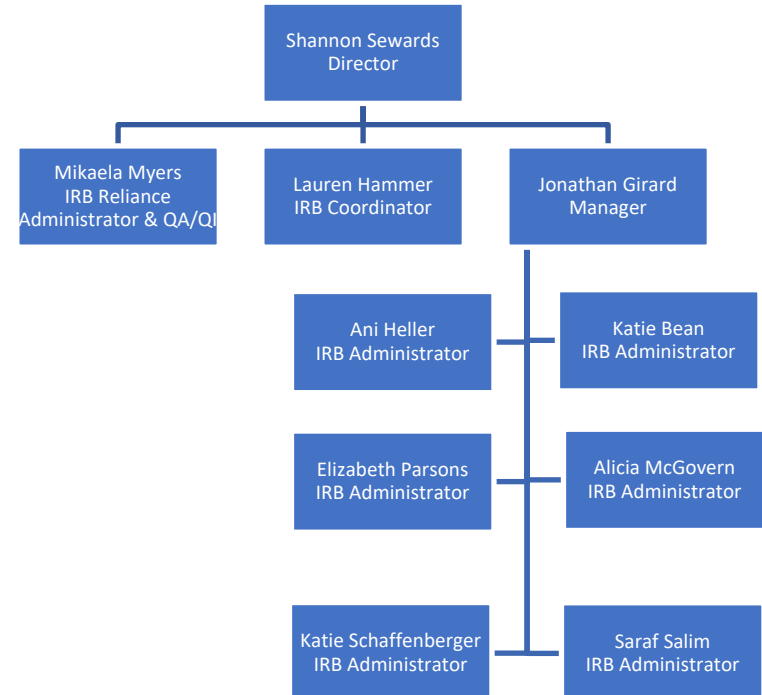 Shannon Sewards
Director
Mikaela Myers
IRB Reliance
Administrator & QA/QI
Lauren Hammer
IRB Coordinator
Jonathan Girard
Manager
Ani Heller
IRB Administrator
Katie Bean
IRB Administrator
Elizabeth Parsons
IRB Administrator
Alicia McGovern
IRB Administrator
Katie Schaffenberger
IRB Administrator
Saraf Salim
IRB Administrator